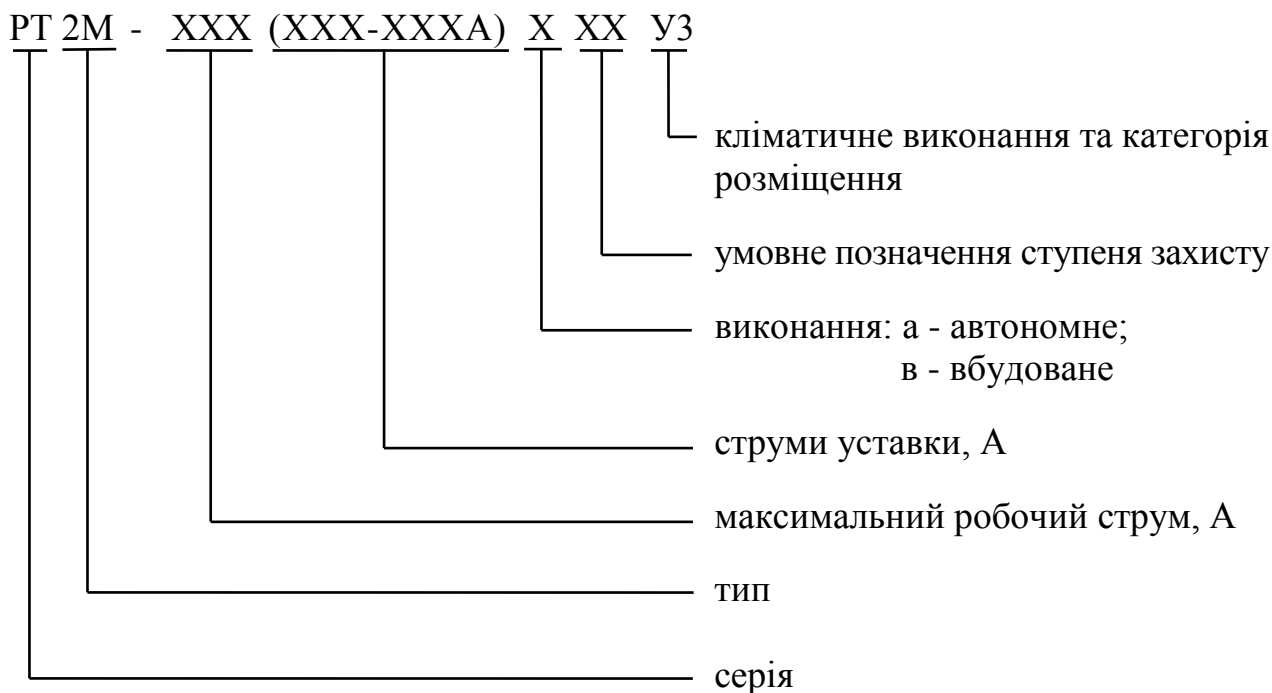 РТ 2М - ХХХ (ХХХ-ХХХА) Х ХХ У3
кліматичне виконання та категорія
розміщення
умовне позначення ступеня захисту
виконання: а - автономне;
в - вбудоване
струми уставки, А
максимальний робочий струм, А
тип
серія